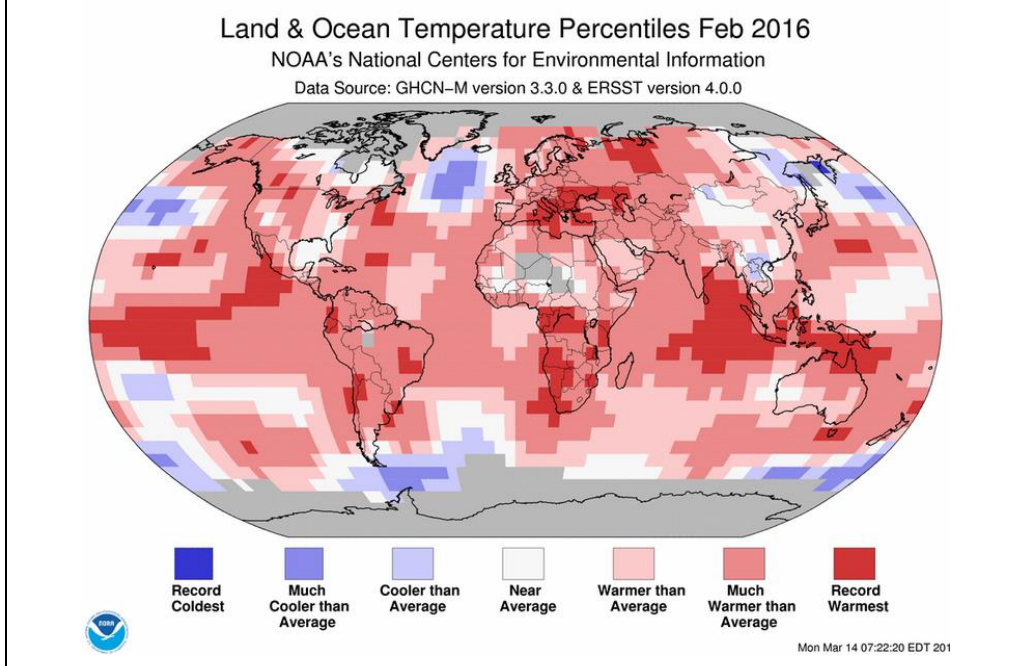 Land & Ocean Temperature Percentiles Feb 2016
NOAA's National Centers for Environmental Information
Data Source: GHCN−M version 3.3.0 & ERSST version 4.0.0
Record
Coldest
Much
Cooler than
Average
Cooler than
Average
Near
Average
Warmer than
Average
Much
Warmer than
Average
Record
Warmest
NOAA
Mon Mar 14 07:22:20 EDT 201